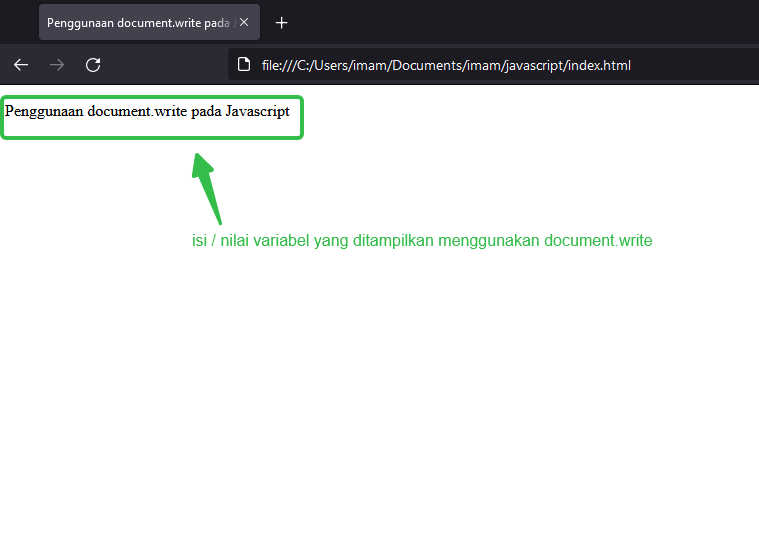 Penggunaan document.write pada J
file:///C:/Users/imam/Documents/imam/javascript/index.html
Penggunaan document.write pada Javascript
isi / nilai variabel yang ditampilkan menggunakan document.write